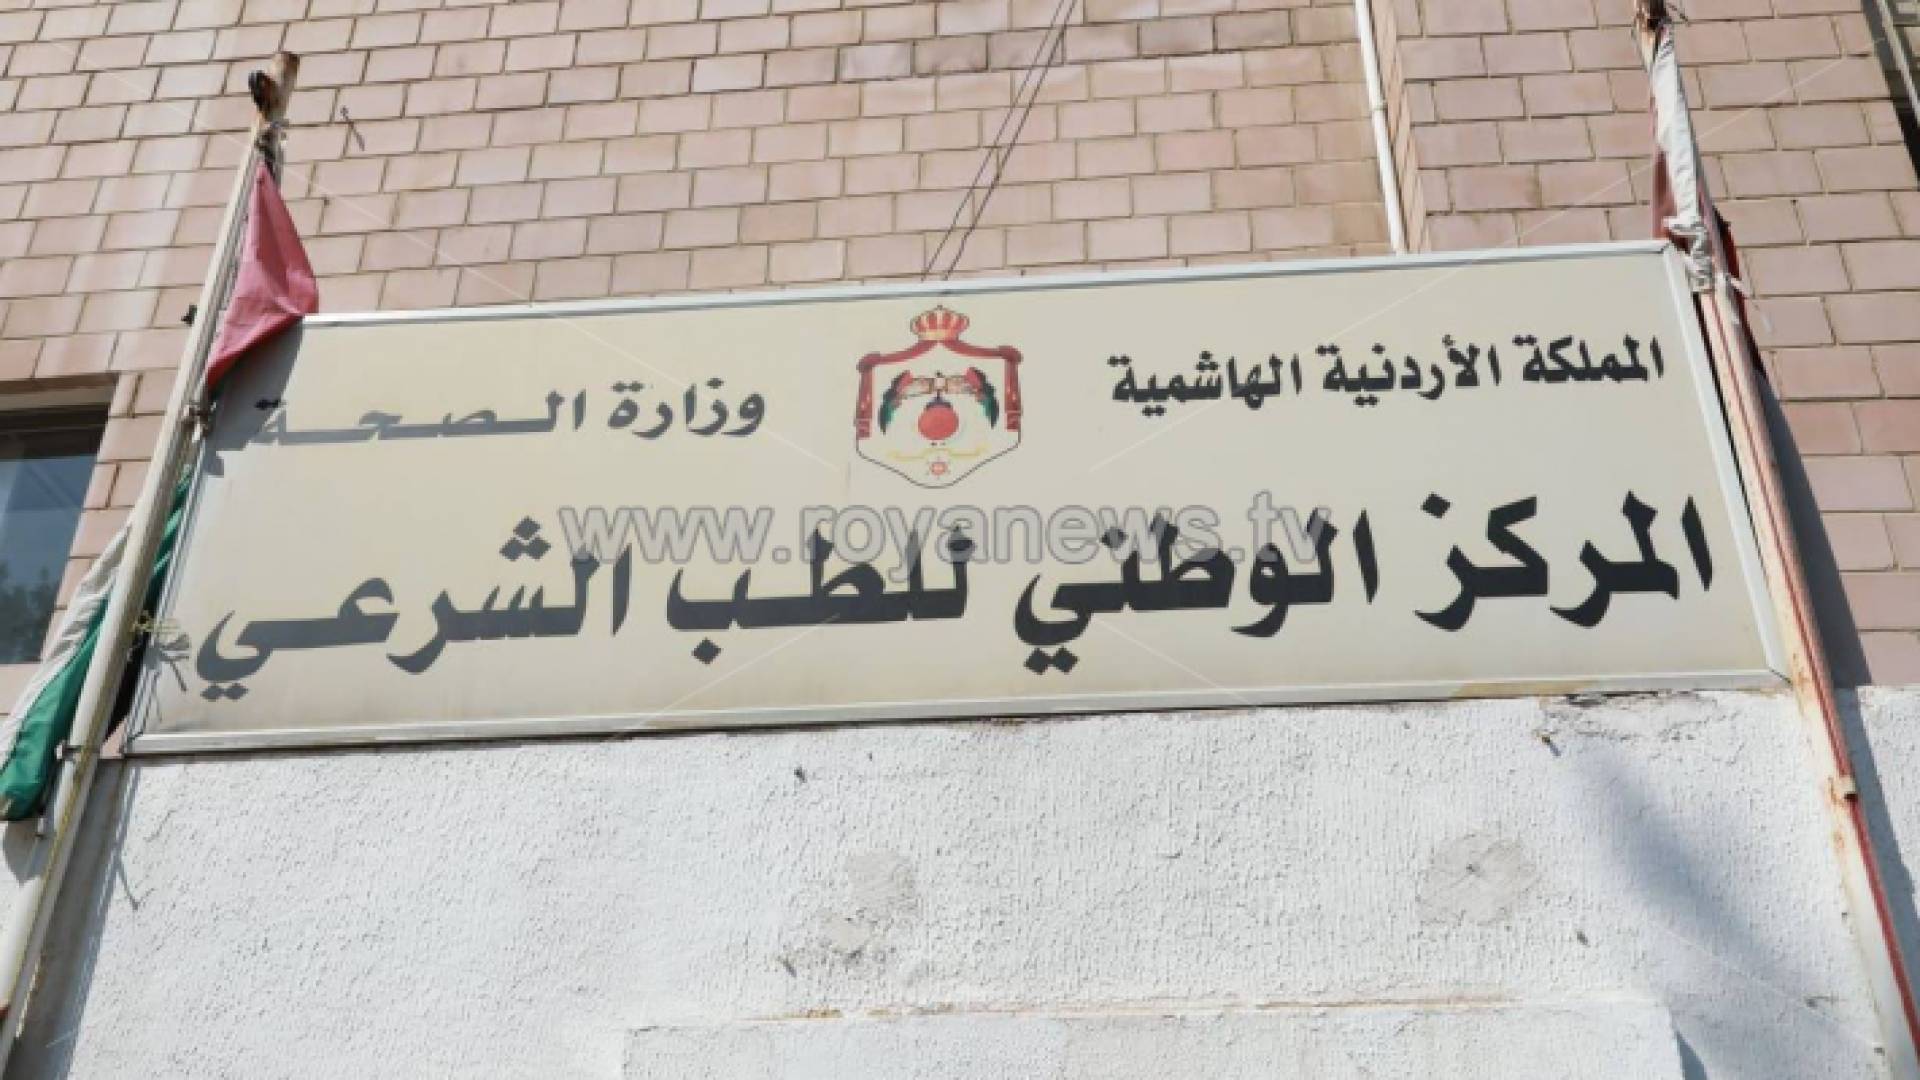 المملكة الأردنية الهاشمية وزارة الصحة
المركز الوطني للطب الشرعي
www.royanews.tv